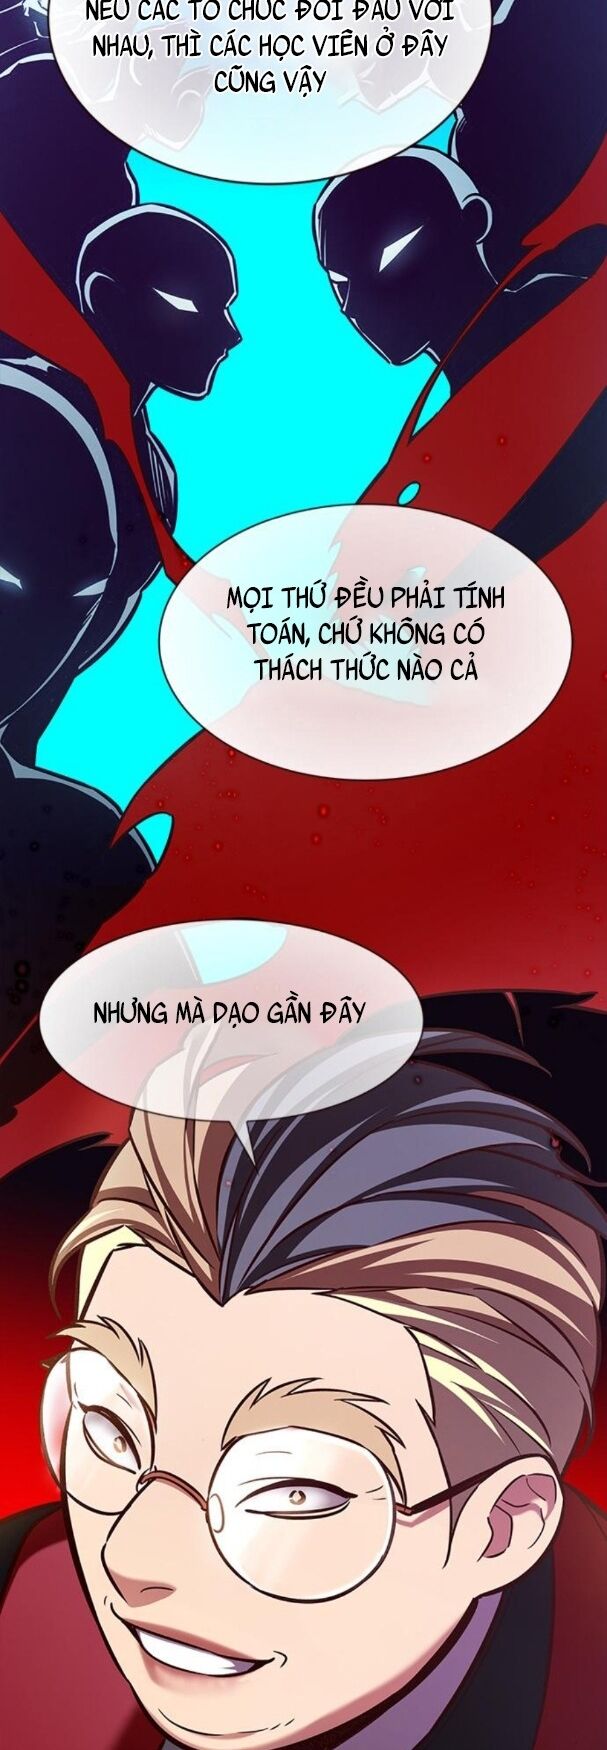 NẾU CÁC TỔ CHỨC ĐỐI ĐẦU VỚI
NHAU, THÌ CÁC HỌC VIÊN Ở ĐÂY
CŨNG VẬY
MỌI THỨ ĐỀU PHẢI TÍNH
TOÁN, CHỨ KHÔNG CÓ
THÁCH THỨC NÀO CẢ
NHƯNG MÀ DẠO GẦN ĐÂY